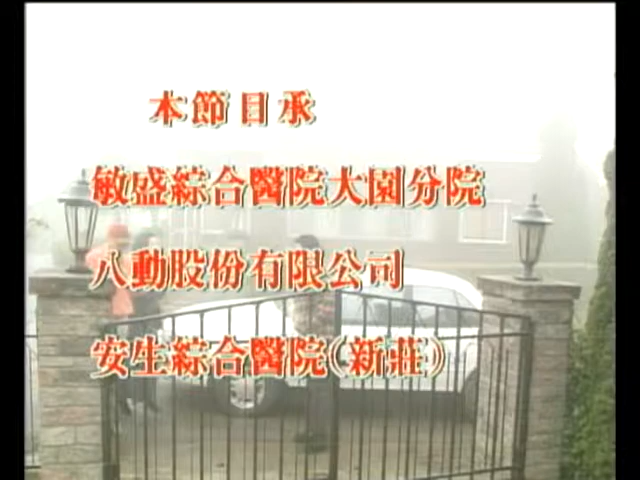 本節目承
敏盛綜合醫院大園分院
八動股份有限公司
安生綜合醫院(新莊)